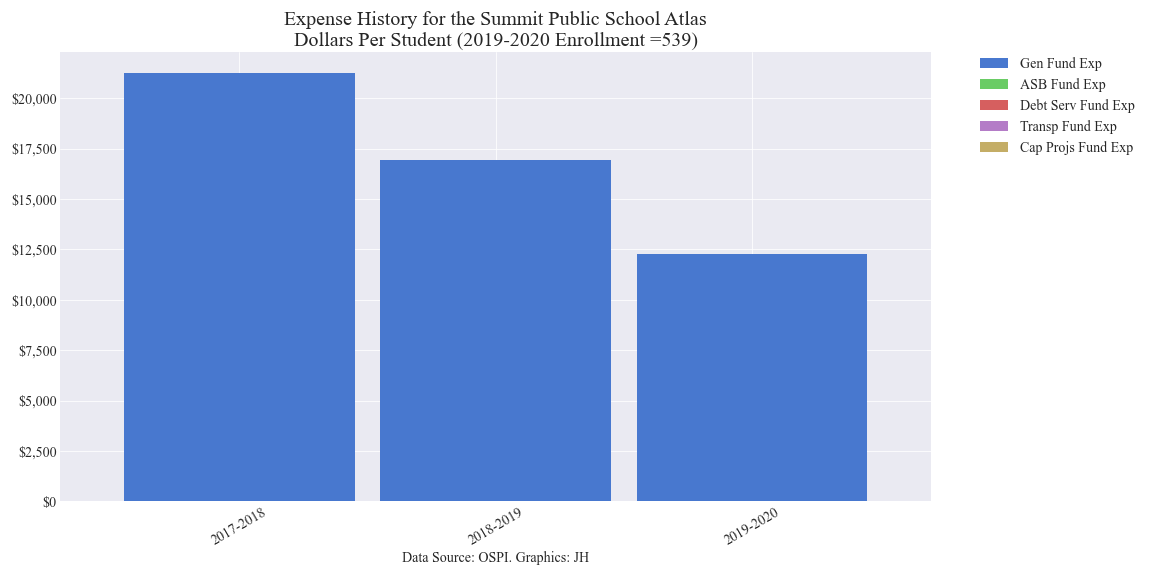 Expense History for the Summit Public School Atlas
Dollars Per Student (2019-2020 Enrollment =539)
Gen Fund Exp
ASB Fund Exp
Debt Serv Fund Exp
Transp Fund Exp
Cap Projs Fund Exp
$20,000
$17,500
$15,000
$12,500
$10,000
$7,500
$5,000
$2,500
$0
2017-2018
2018-2019
2019-2020
Data Source: OSPI. Graphics: JH